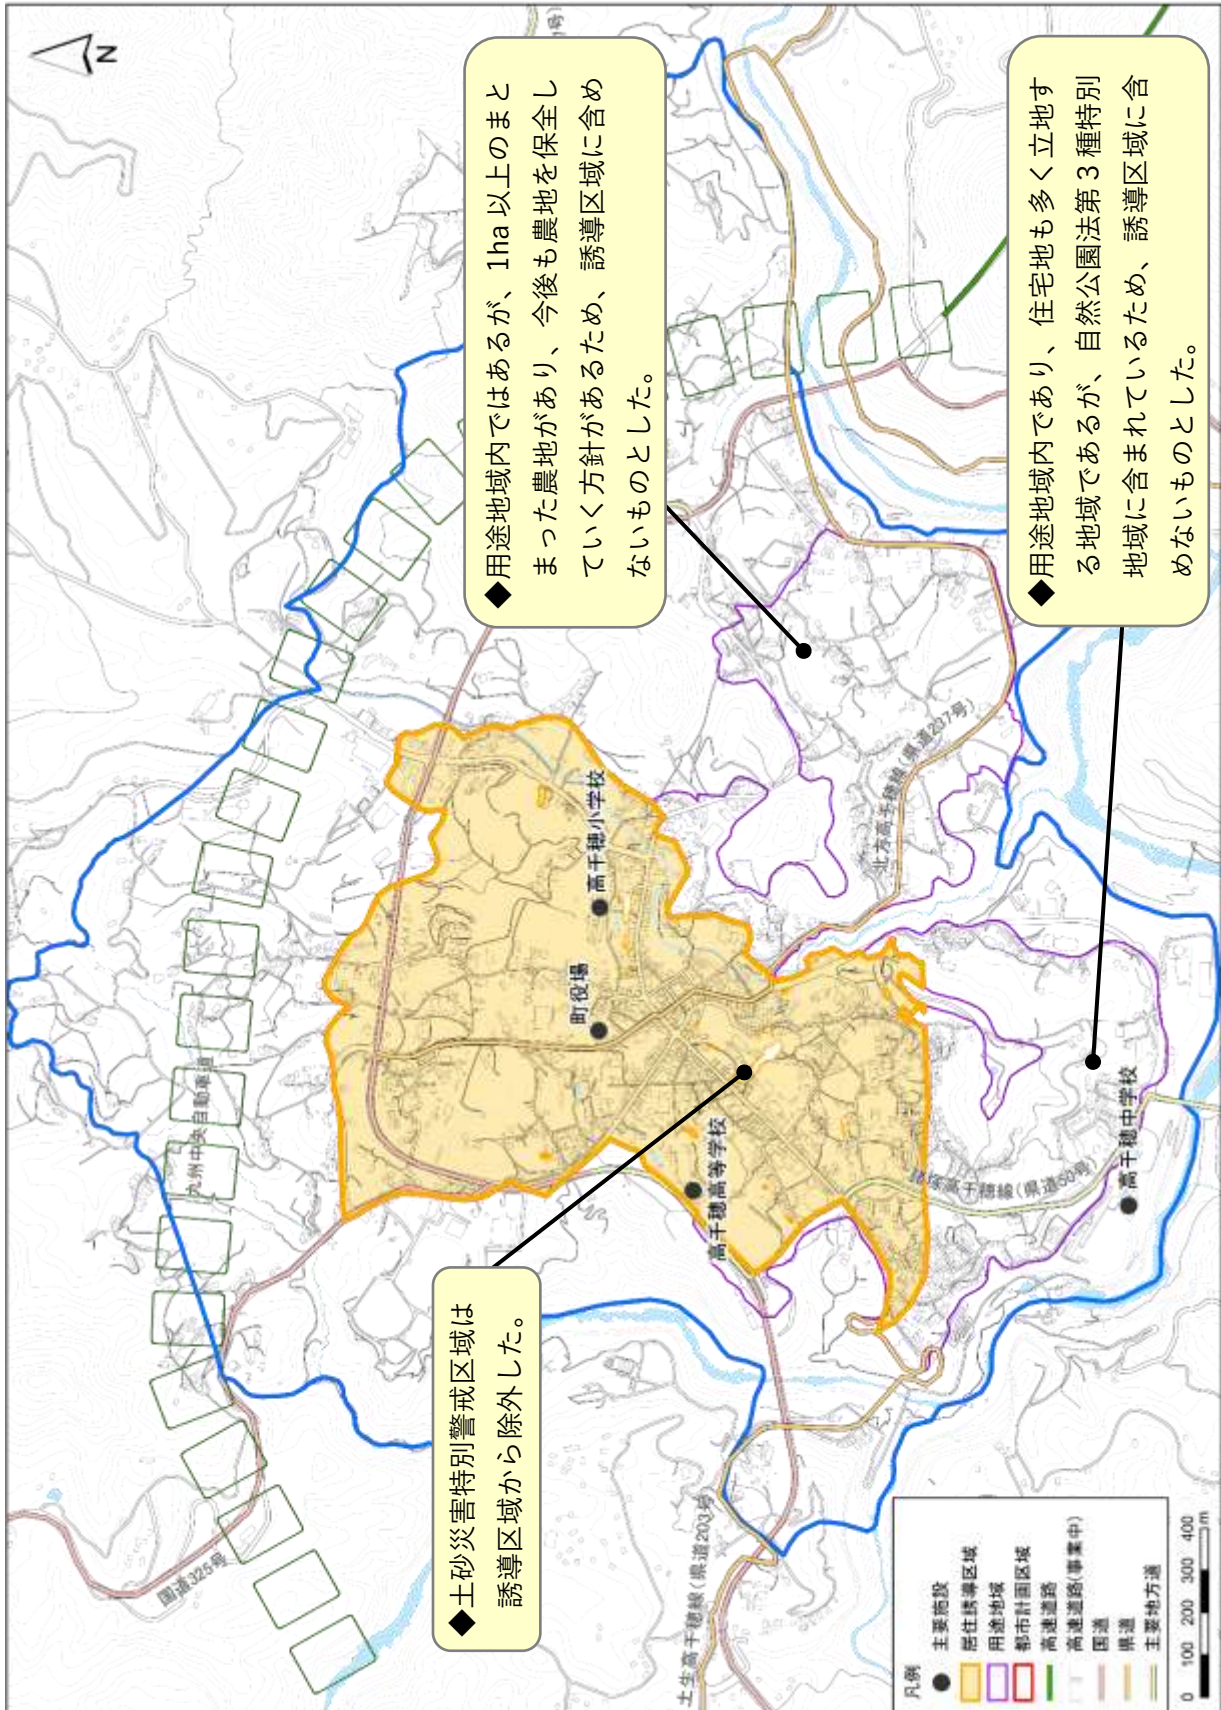 N
◆用途地域内ではあるが、1ha 以上のまと
まった農地があり、今後も農地を保全し
ていく方針があるため、誘導区域に含め
ないものとした。
◆用途地域内であり、住宅地も多く立地す
る地域であるが、自然公園法第３種特別
地域に含まれているため、誘導区域に含
めないものとした。
◆土砂災害特別警戒区域は
誘導区域から除外した。
九州中央自動車道
国道325号
高千穂小学校
町役場
高千穂高等学校
高千穂中学校
北方高千穂線(県道237号)
高千穂線(県道50号)
土生高千穂線(県道203号)
号)
凡例
主要施設
居住誘導区域
用途地域
都市計画区域
高速道路
高速道路(事業中)
国道
県道
主要地方道
0 100 200 300 400
m